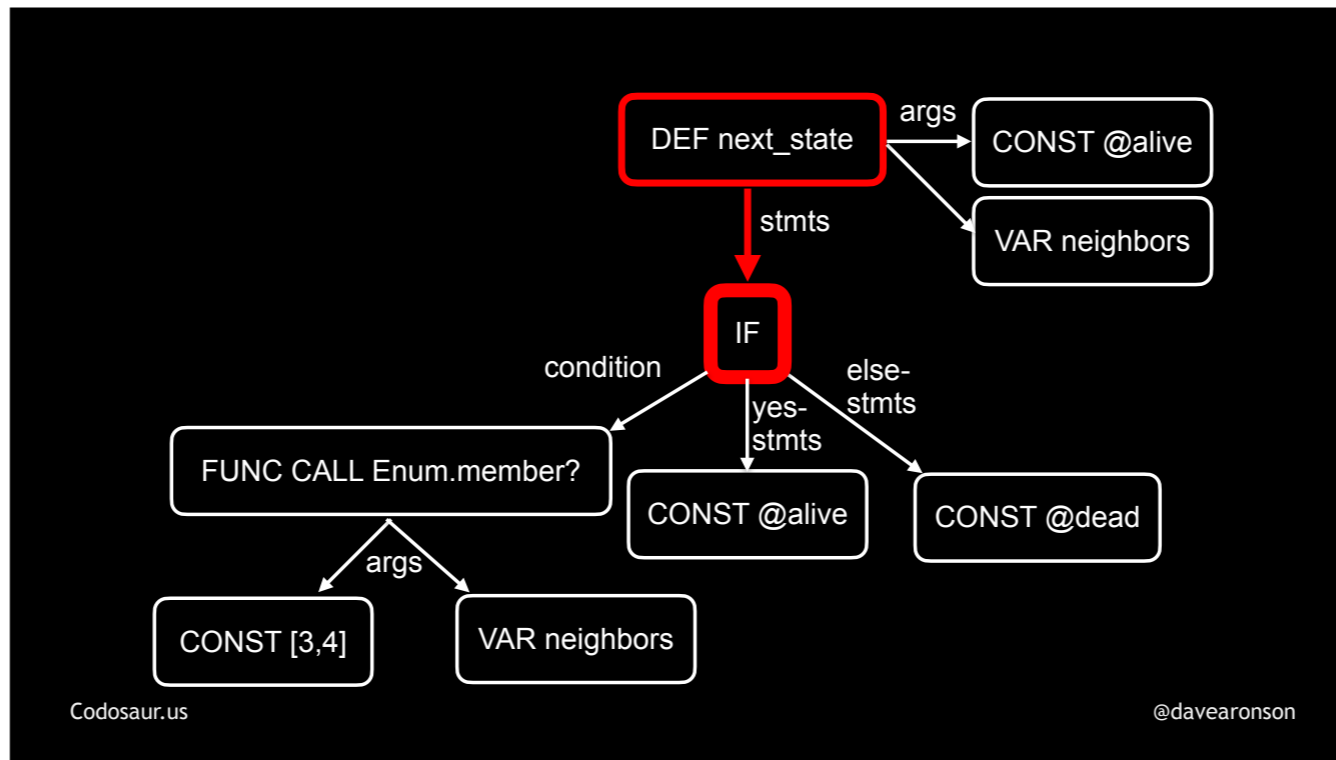 DEF next_state
args
CONST @alive
VAR neighbors
stmts
IF
condition
yes-
stmts
else-
stmts
FUNC CALL Enum.member?
CONST @alive
CONST @dead
args
CONST [3,4]
VAR neighbors
Codosaur.us
@davearonson